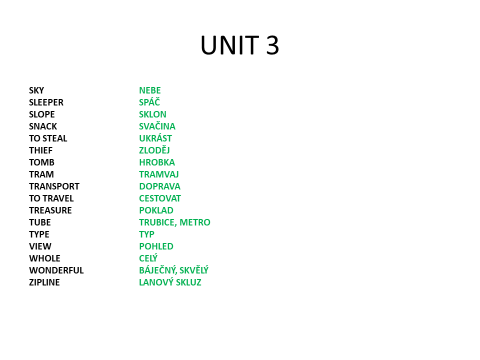 UNIT 3
SKY NEBE
SLEEPER SPÁČ
SLOPE SKLON
SNACK SVAČINA
TO STEAL UKRÁST
THIEF ZLODĚJ
TOMB HROBKA
TRAM TRAMVAJ
TRANSPORT DOPRAVA
TO TRAVEL CESTOVAT
TREASURE POKLAD
TUBE TRUBICE, METRO
TYPE TYP
VIEW POHLED
WHOLE CELÝ
WONDERFUL BÁJEČNÝ, SKVĚLÝ
ZIPLINE LANOVÝ SKLUZ